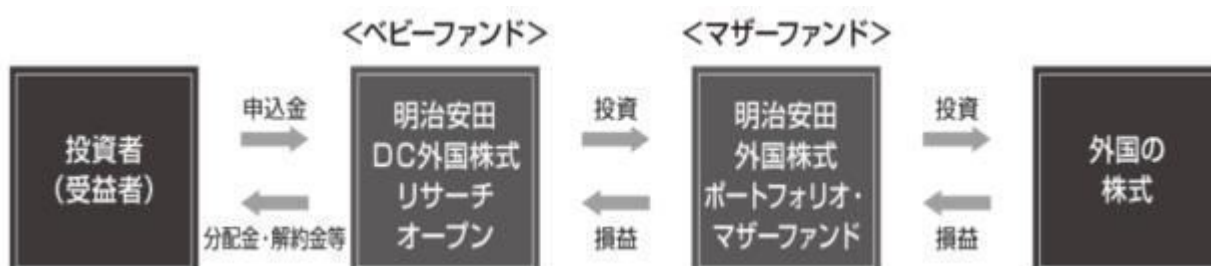 <ベビーファンド>
<マザーファンド>
投資者
(受益者)
申込金
分配金・解約金等
明治安田
DC外国株式
リサーチ
オープン
投資
損益
明治安田
外国株式
ポートフォリオ・
マザーファンド
投資
損益
外国の
株式